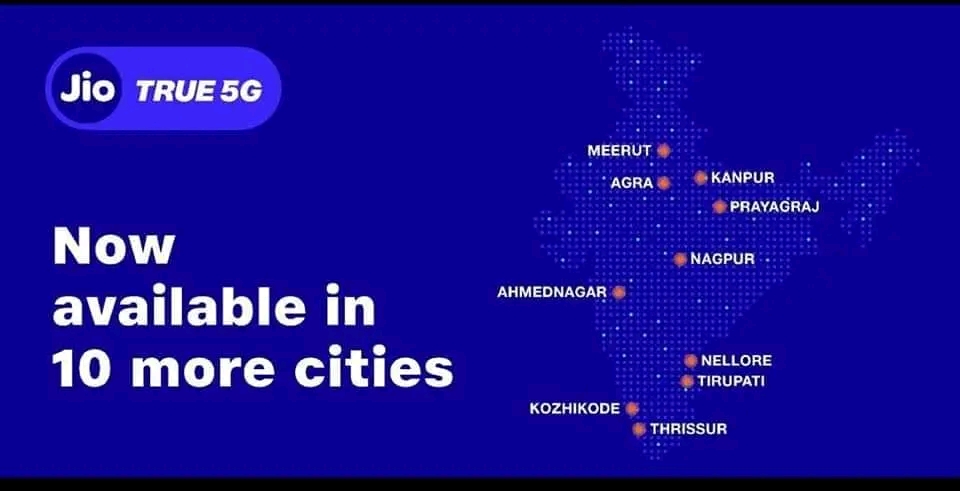 Jio TRUE 5G
Now
available in
10 more cities
MEERUT
AGRA
KANPUR
PRAYAGRAJ
NAGPUR
AHMEDNAGAR
NELLORE
TIRUPATI
KOZHIKODE
THRISSUR